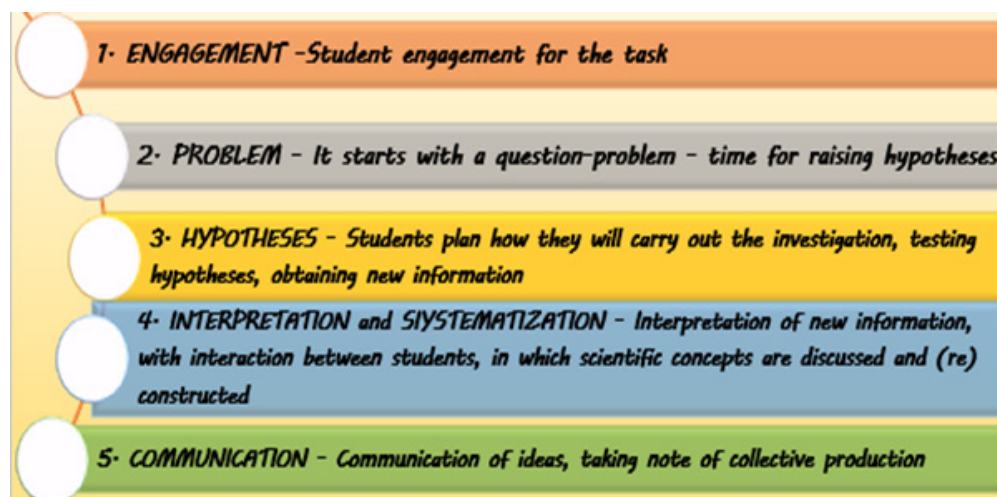 1. ENGAGEMENT -Student engagement for the task
2. PROBLEM - It starts with a question-problem - time for raising hypotheses
3. HYPOTHESES - Students plan how they will carry out the investigation, testing
hypotheses, obtaining new information
4. INTERPRETATION and SIYSTEMATIZATION - Interpretation of new information,
with interaction between students, in which scientific concepts are discussed and (re)
constructed
5. COMMUNICATION - Communication of ideas, taking note of collective production